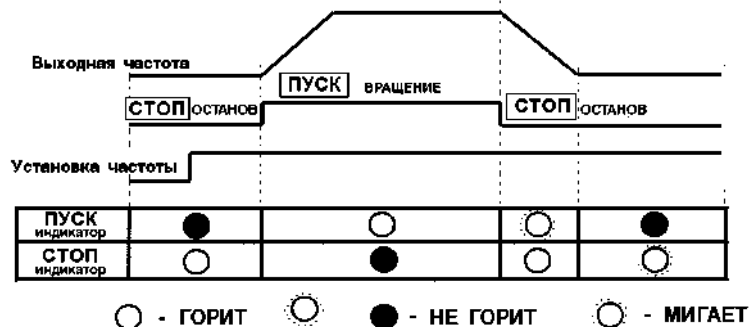 Выходная частота
ПУСК ВРАЩЕНИЕ
СТОП ОСТАНОВ
СТОП ОСТАНОВ
Установка частоты
ПУСК
индикатор
СТОП
индикатор
- ГОРИТ
- НЕ ГОРИТ
- МИГАЕТ